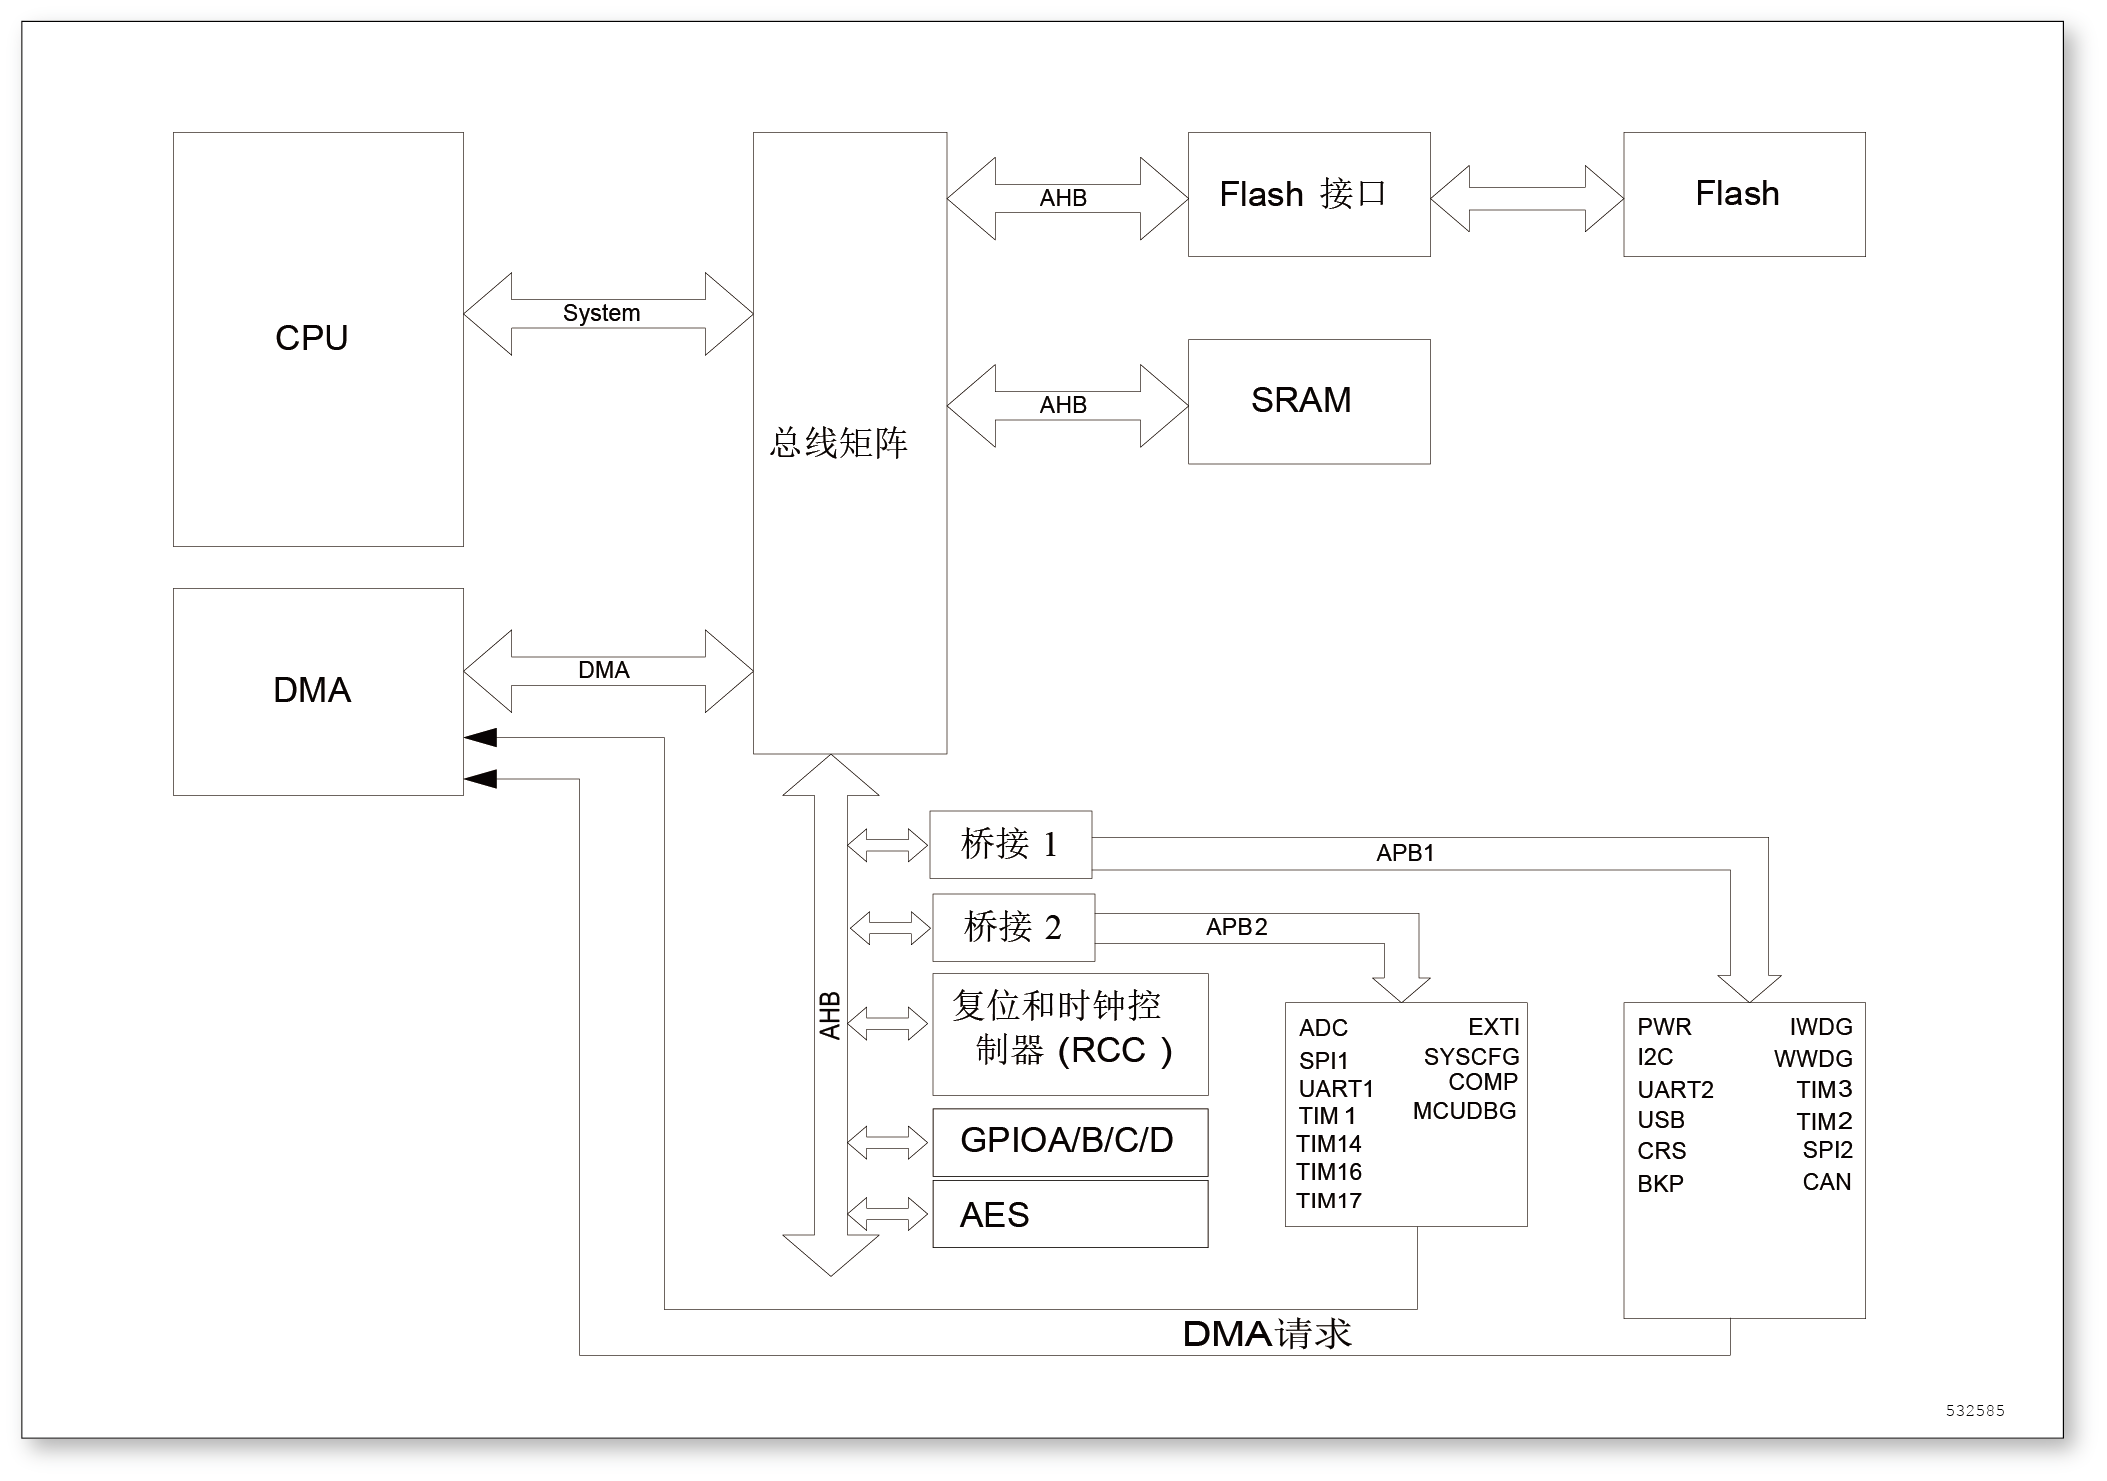 CPU
System
总线矩阵
AHB
Flash 接口
Flash
AHB
SRAM
DMA
DMA
AHB
桥接 1
APB1
桥接 2
APB2
复位和时钟控
制器 (RCC )
GPIOA/B/C/D
AES
ADC
SPI1
UART1
TIM 1
TIM14
TIM16
TIM17
EXTI
SYSCFG
COMP
MCUDBG
PWR
I2C
UART2
USB
CRS
BKP
IWDG
WWDG
TIM3
TIM2
SPI2
CAN
DMA请求
532585